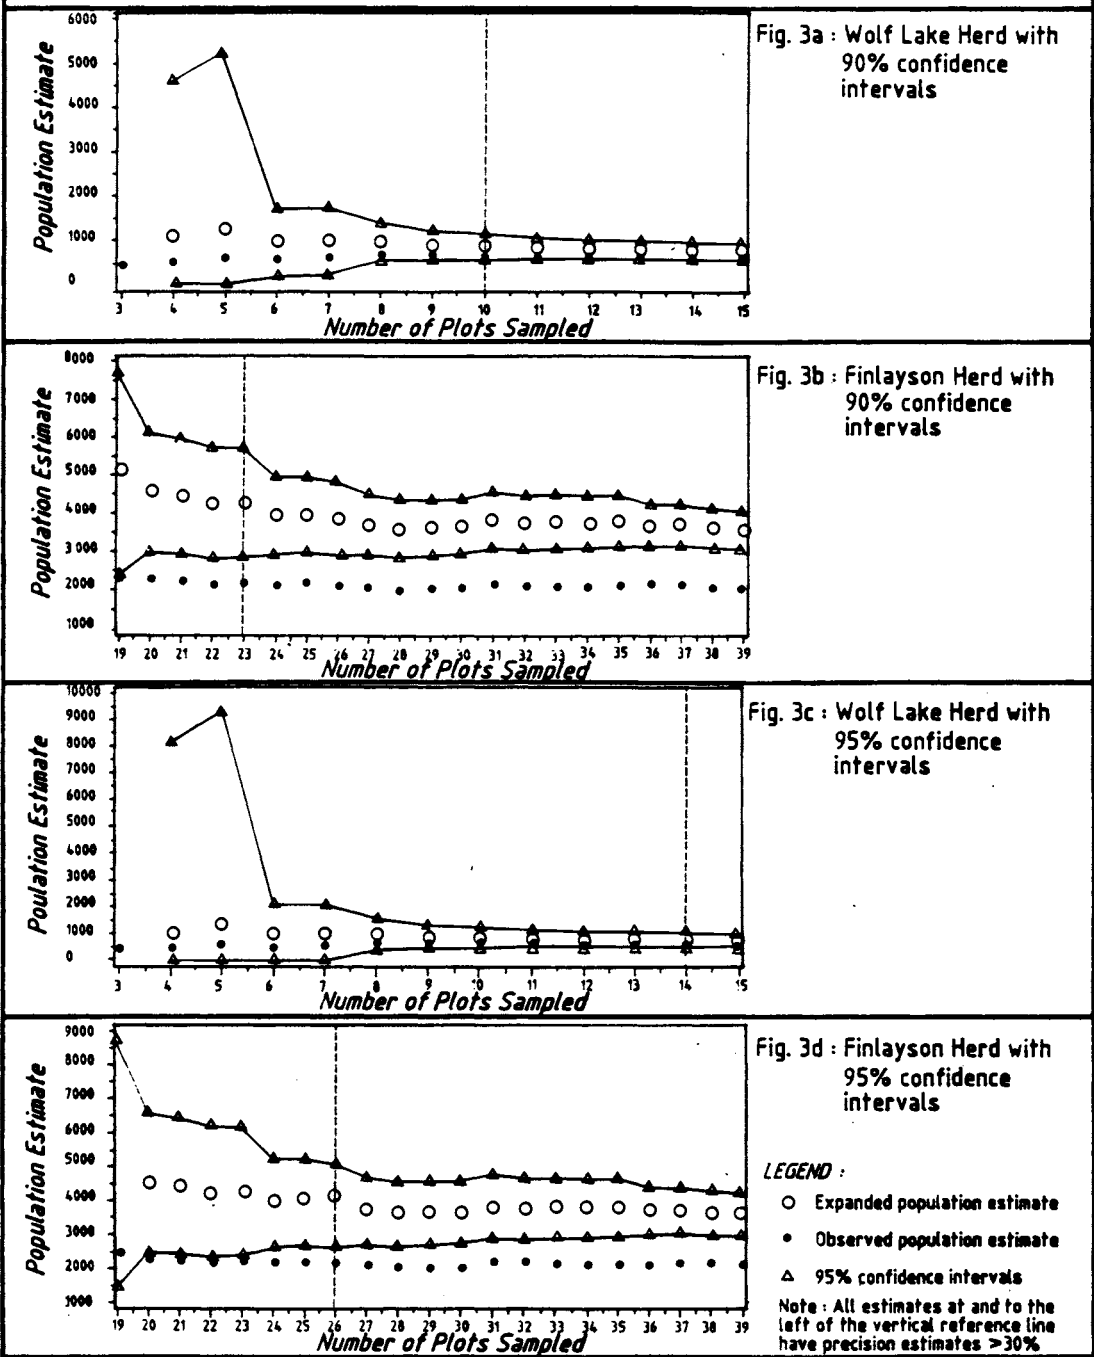 6000
5000
4000
3000
2000
1000
0
Population Estimate
3 4 5 6 7 8 9 10 11 12 13 14 15
Number of Plots Sampled
Fig. 3a : Wolf Lake Herd with
90% confidence
intervals
8000
7000
6000
5000
4000
3000
2000
1000
Population Estimate
19 20 21 22 23 24 25 26 27 28 29 30 31 32 33 34 35 36 37 38 39
Number of Plots Sampled
Fig. 3b : Finlayson Herd with
90% confidence
intervals
10000
9000
8000
7000
6000
5000
4000
3000
2000
1000
0
Poulation Estimate
3 4 5 6 7 8 9 10 11 12 13 14 15
Number of Plots Sampled
Fig. 3c : Wolf Lake Herd with
95% confidence
intervals
9000
8000
7000
6000
5000
4000
3000
2000
1000
Population Estimate
19 20 21 22 23 24 25 26 27 28 29 30 31 32 33 34 35 36 37 38 39
Number of Plots Sampled
Fig. 3d : Finlayson Herd with
95% confidence
intervals
LEGEND :
Expanded population estimate
Observed population estimate
95% confidence intervals
Note : All estimates at and to the
left of the vertical reference line
have precision estimates >30%